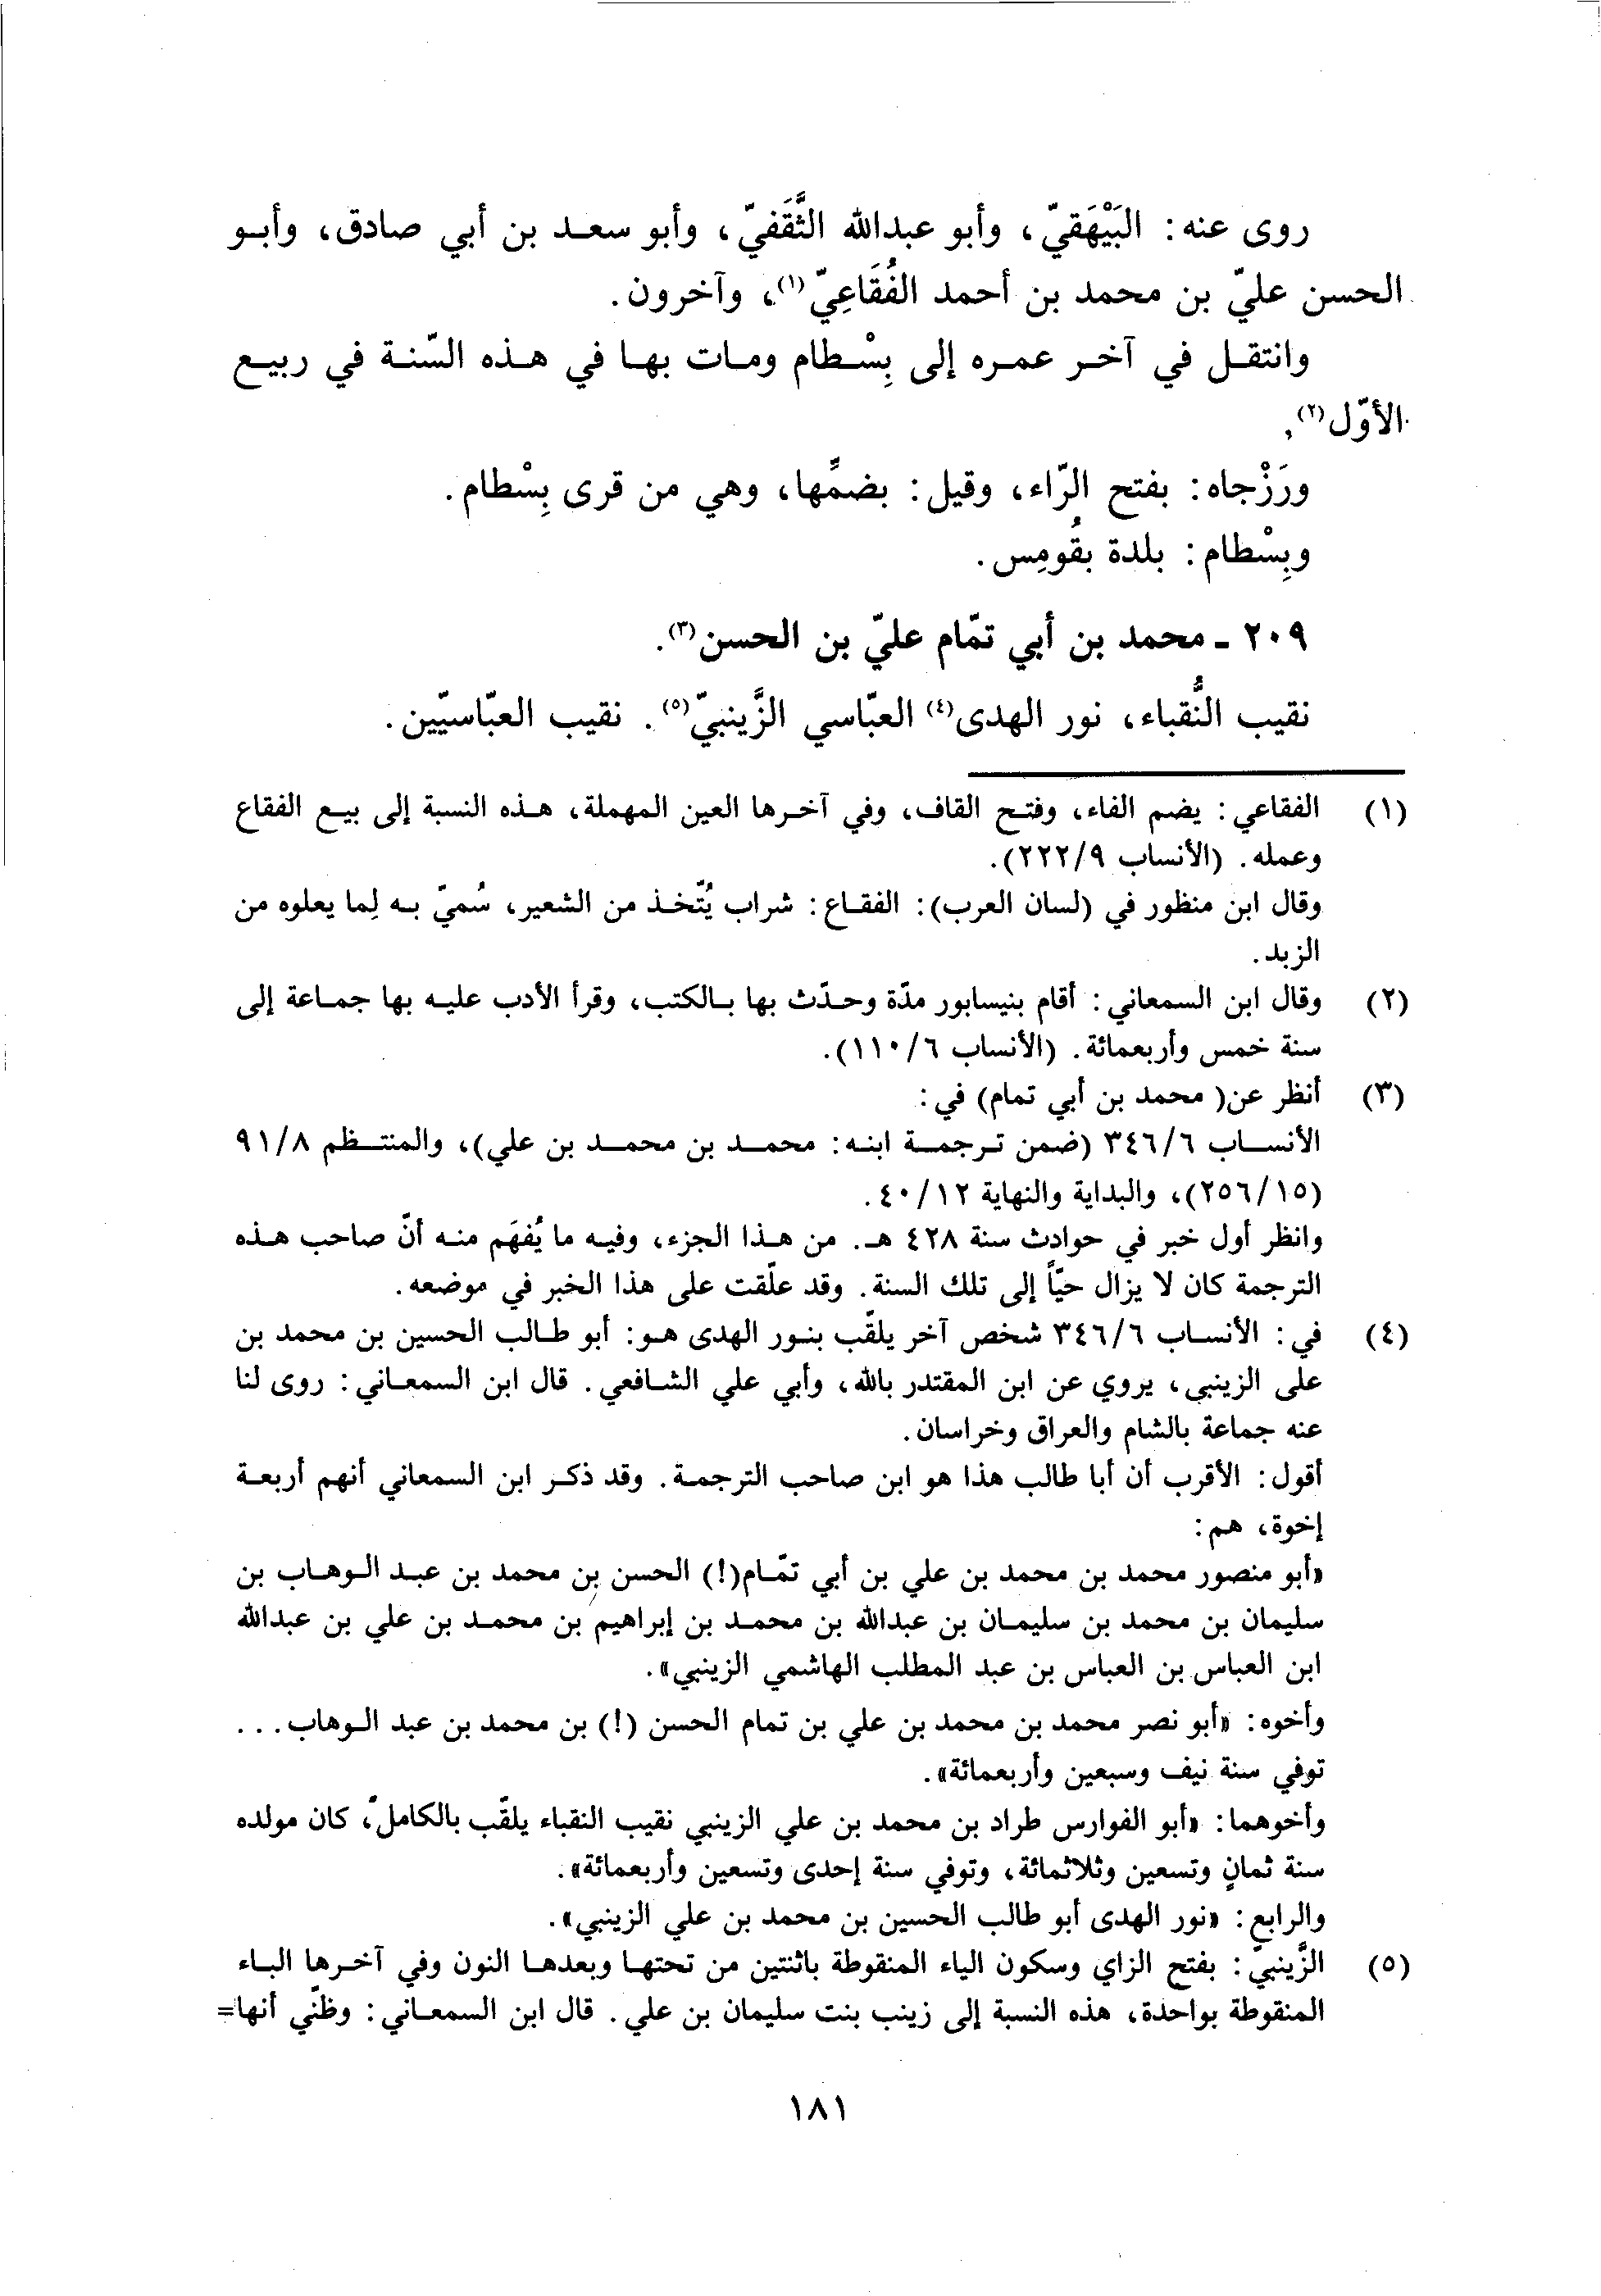 روى عنه: البَيْهَقيّ، وأبو عبدالله الثَّقَفيّ، وأبو سعد بن أبي صادق، وأبو
الحسن عليّ بن محمد بن أحمد الفُقَاعِيّ(١)، وآخرون.
وانتقل في آخر عمره إلى بِسْطام ومات بها في هذه السّنة في ربيع
الأوّل(٢).
ورَزْجاه: بفتح الرّاء، وقيل: بضمِّها، وهي من قرى بِسْطام.
وبِسْطام: بلدة بقُومِس.
٢٠٩ ـ محمد بن أبي تمّام عليّ بن الحسن(٣).
نقيب النُّقباء، نور الهدى(٤) العبّاسي الزَّينبيّ(٥). نقيب العبّاسيّين.
(١) الفقاعي: يضم الفاء، وفتح القاف، وفي آخرها العين المهملة، هذه النسبة إلى بيع الفقاع
وعمله. (الأنساب ٢٢٢/٩).
وقال ابن منظور في (لسان العرب): الفقاع: شراب يُتّخذ من الشعير، سُميّ به لِما يعلوه من
الزبد.
(٢) وقال ابن السمعاني: أقام بنيسابور مدّة وحدّث بها بالكتب، وقرأ الأدب عليه بها جماعة إلى
سنة خمس وأربعمائة. (الأنساب ١١٠/٦).
(٣) أنظر عن( محمد بن أبي تمام) في:
الأنساب ٣٤٦/٦ (ضمن ترجمة ابنه: محمد بن محمد بن علي)، والمنتظم ٩١/٨
(٢٥٦/١٥)، والبداية والنهاية ٤٠/١٢.
وانظر أول خبر في حوادث سنة ٤٢٨ هـ. من هذا الجزء، وفيه ما يُفهَم منه أنّ صاحب هذه
الترجمة كان لا يزال حيّاً إلى تلك السنة. وقد علّقت على هذا الخبر في موضعه.
(٤) في: الأنساب ٣٤٦/٦ شخص آخر يلقّب بنور الهدى هو: أبو طالب الحسين بن محمد بن
على الزينبي، يروي عن ابن المقتدر بالله، وأبي علي الشافعي. قال ابن السمعاني: روى لنا
عنه جماعة بالشام والعراق وخراسان.
أقول: الأقرب أن أبا طالب هذا هو ابن صاحب الترجمة. وقد ذكر ابن السمعاني أنهم أربعة
إخوة، هم:
«أبو منصور محمد بن محمد بن علي بن أبي تمّام(!) الحسن بن محمد بن عبد الوهاب بن
سليمان بن محمد بن سليمان بن عبدالله بن محمد بن إبراهيم بن محمد بن علي بن عبدالله
ابن العباس بن العباس بن عبد المطلب الهاشمي الزينبي».
وأخوه: «أبو نصر محمد بن محمد بن علي بن تمام الحسن (!) بن محمد بن عبد الوهاب...
توفي سنة نيف وسبعين وأربعمائة».
وأخوهما: «أبو الفوارس طراد بن محمد بن علي الزينبي نقيب النقباء يلقّب بالكامل، كان مولده
سنة ثمانٍ وتسعين وثلاثمائة، وتوفي سنة إحدى وتسعين وأربعمائة».
والرابع: «نور الهدى أبو طالب الحسين بن محمد بن علي الزينبي».
(٥) الزَّينبيّ: بفتح الزاي وسكون الياء المنقوطة باثنتين من تحتها وبعدها النون وفي آخرها الباء
المنقوطة بواحدة، هذه النسبة إلى زينب بنت سليمان بن علي. قال ابن السمعاني: وظنّي أنها=
١٨١